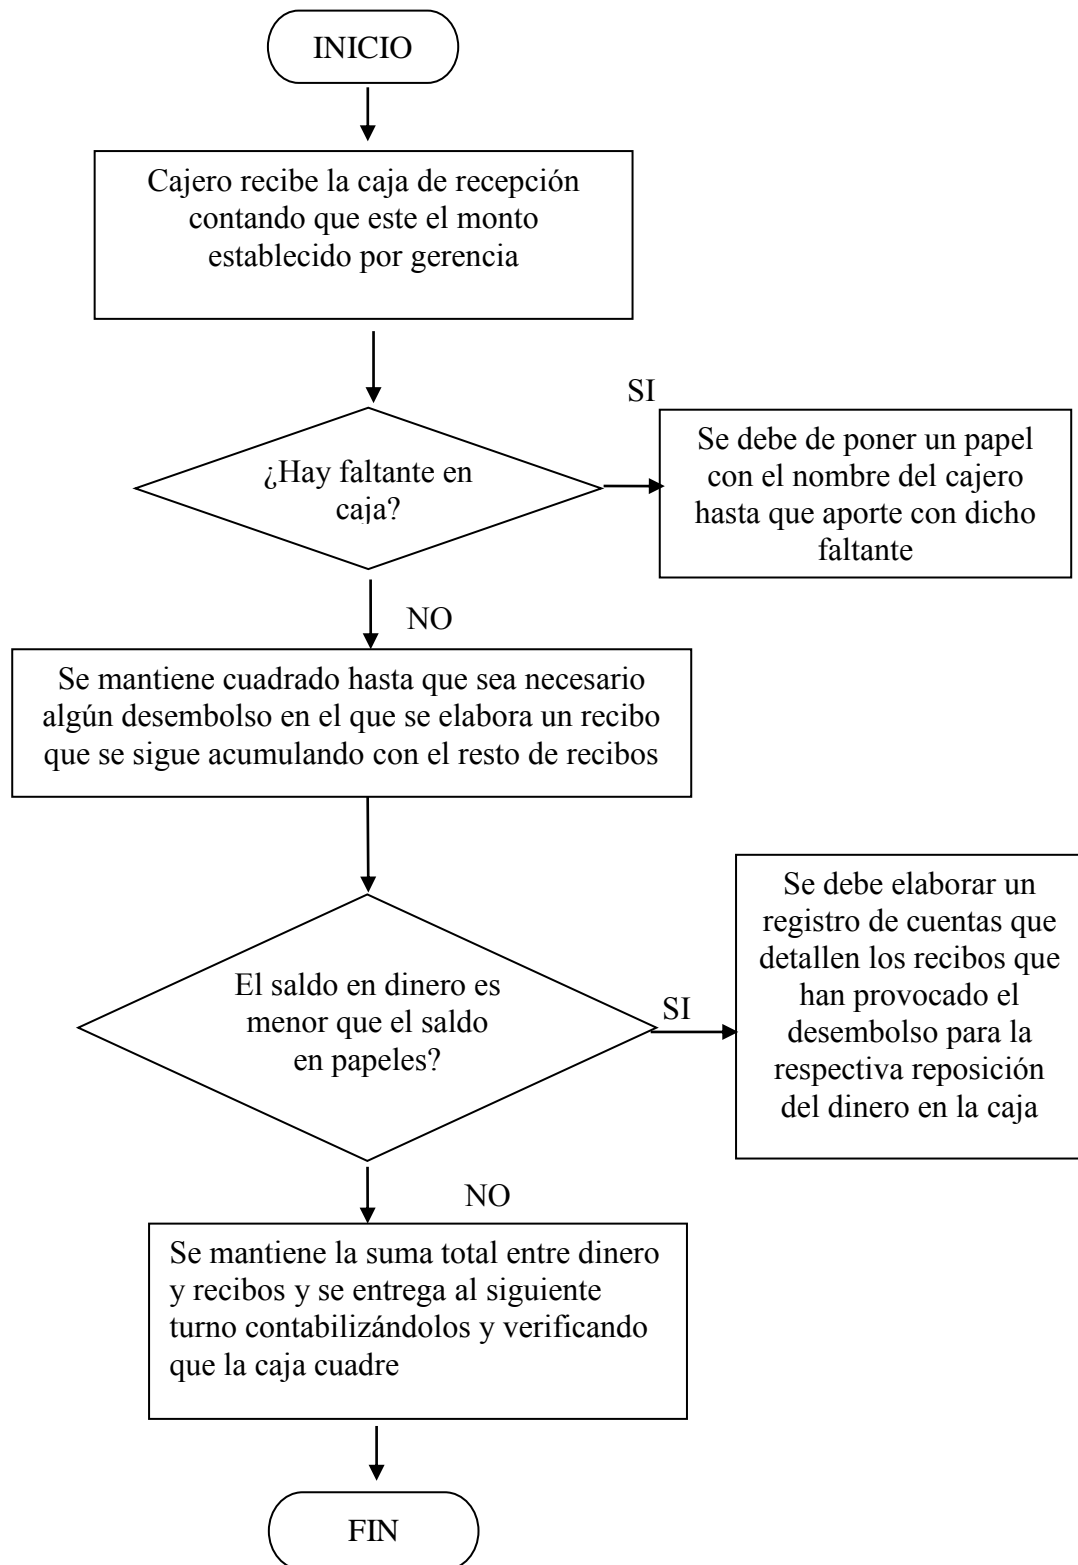 INICIO
Cajero recibe la caja de recepción
contando que este el monto
establecido por gerencia
SI
¿Hay faltante en
caja?
Se debe de poner un papel
con el nombre del cajero
hasta que aporte con dicho
faltante
NO
Se mantiene cuadrado hasta que sea necesario
algún desembolso en el que se elabora un recibo
que se sigue acumulando con el resto de recibos
El saldo en dinero es
menor que el saldo
en papeles?
SI
Se debe elaborar un
registro de cuentas que
detallen los recibos que
han provocado el
desembolso para la
respectiva reposición
del dinero en la caja
NO
Se mantiene la suma total entre dinero
y recibos y se entrega al siguiente
turno contabilizándolos y verificando
que la caja cuadre
FIN